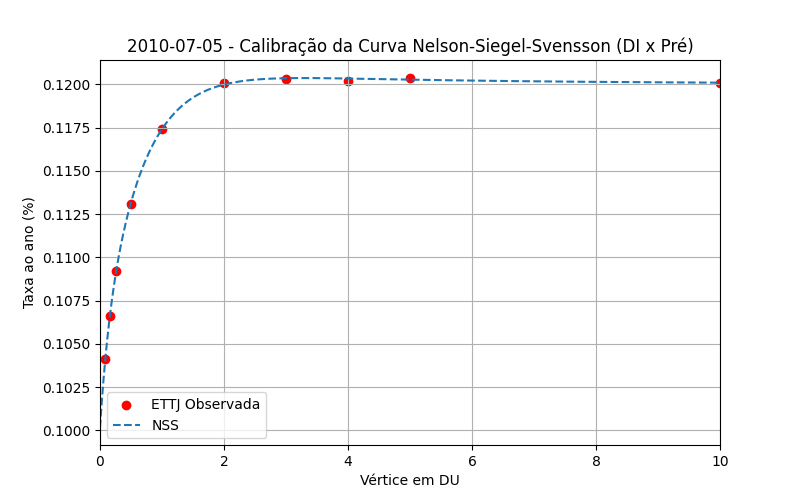 2010-07-05 - Calibração da Curva Nelson-Siegel-Svensson (DI x Pré)
Taxa ao ano (%)
0.1200
0.1175
0.1150
0.1125
0.1100
0.1075
0.1050
0.1025
0.1000
ETTJ Observada
NSS
0 2 4 6 8 10
Vértice em DU